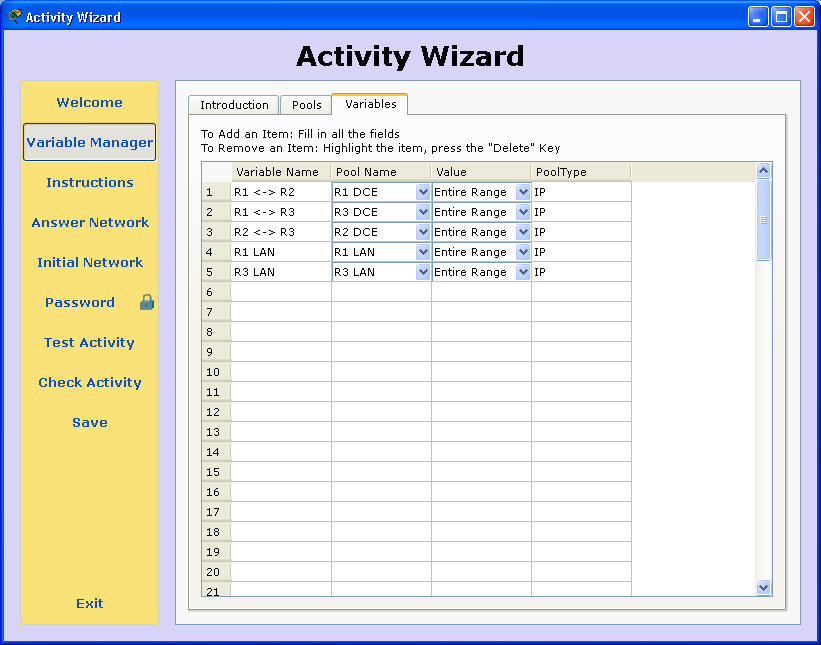 Activity Wizard
Activity Wizard
Welcome
Variable Manager
Instructions
Answer Network
Initial Network
Password
Test Activity
Check Activity
Save
Exit
Introduction Pools Variables
To Add an Item: Fill in all the fields
To Remove an Item: Highlight the item, press the "Delete" Key
Variable Name Pool Name Value PoolType
1 R1 <-> R2 R1 DCE Entire Range IP
2 R1 <-> R3 R3 DCE Entire Range IP
3 R2 <-> R3 R2 DCE Entire Range IP
4 R1 LAN R1 LAN Entire Range IP
5 R3 LAN R3 LAN Entire Range IP
6
7
8
9
10
11
12
13
14
15
16
17
18
19
20
21